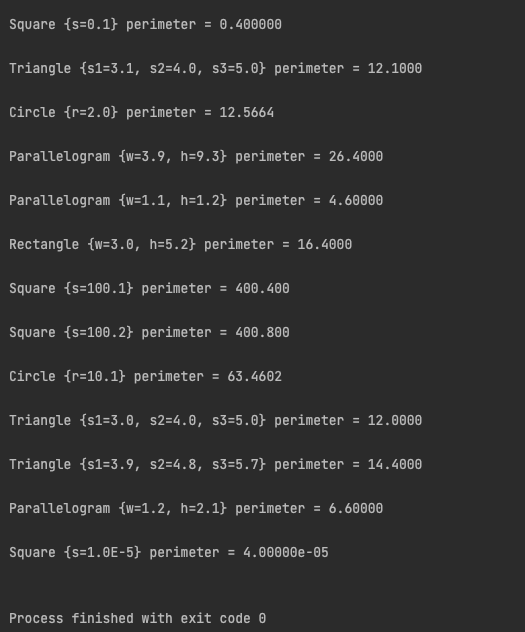 Square {s=0.1} perimeter = 0.400000
Triangle {s1=3.1, s2=4.0, s3=5.0} perimeter = 12.1000
Circle {r=2.0} perimeter = 12.5664
Parallelogram {w=3.9, h=9.3} perimeter = 26.4000
Parallelogram {w=1.1, h=1.2} perimeter = 4.60000
Rectangle {w=3.0, h=5.2} perimeter = 16.4000
Square {s=100.1} perimeter = 400.400
Square {s=100.2} perimeter = 400.800
Circle {r=10.1} perimeter = 63.4602
Triangle {s1=3.0, s2=4.0, s3=5.0} perimeter = 12.0000
Triangle {s1=3.9, s2=4.8, s3=5.7} perimeter = 14.4000
Parallelogram {w=1.2, h=2.1} perimeter = 6.60000
Square {s=1.0E-5} perimeter = 4.00000e-05
Process finished with exit code 0